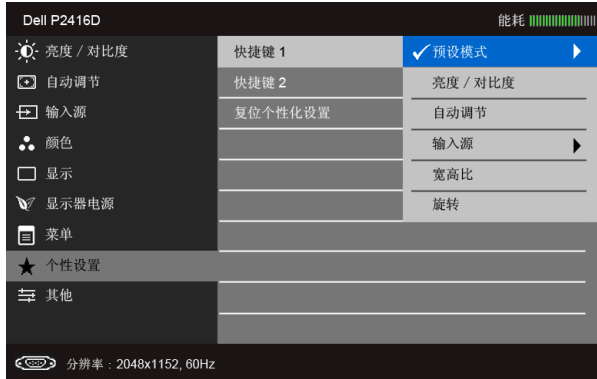 Dell P2416D 能耗
亮度 / 对比度 快捷键 1 预设模式
自动调节 快捷键 2 亮度 / 对比度
输入源 复位个性化设置 自动调节
颜色 输入源
显示 宽高比
显示器电源 旋转
菜单
个性设置
其他
分辨率 : 2048x1152, 60Hz